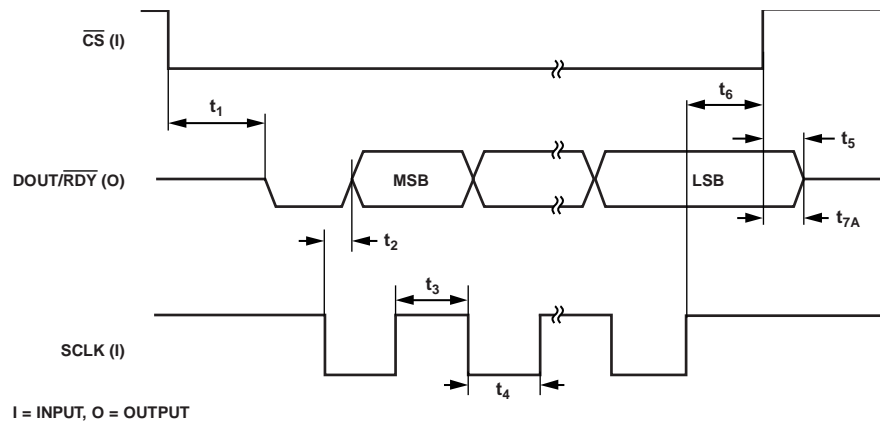 CS (I)
t6
t1
t5
DOUT/RDY (O)
MSB
LSB
t7A
t2
t3
SCLK (I)
t4
I = INPUT, O = OUTPUT